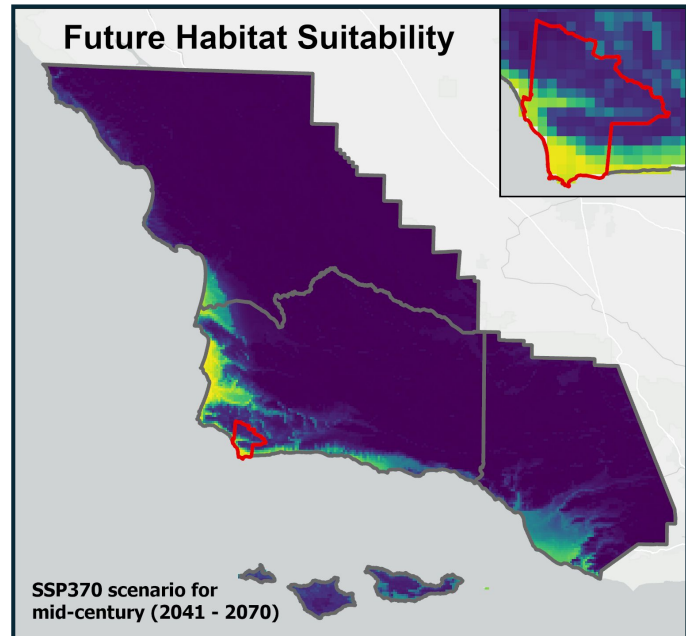 Future Habitat Suitability
SSP370 scenario for
mid-century (2041 - 2070)